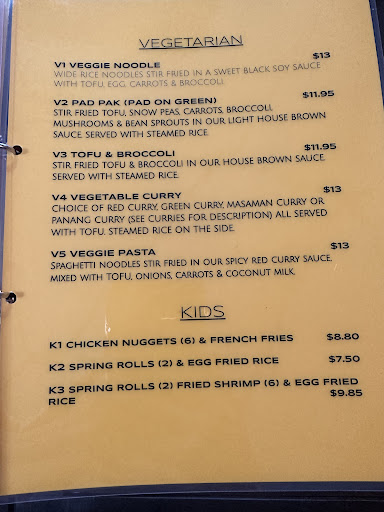 VEGETARIAN
V1 VEGGIE NOODLE $13
WIDE RICE NOODLES STIR FRIED IN A SWEET BLACK SOY SAUCE
WITH TOFU, EGG, CARROTS & BROCCOLI.
V2 PAD PAK (PAD ON GREEN) $11.95
STIR FRIED TOFU, SNOW PEAS, CARROTS, BROCCOLI,
MUSHROOMS & BEAN SPROUTS IN OUR LIGHT HOUSE BROWN
SAUCE SERVED WITH STEAMED RICE.
V3 TOFU & BROCCOLI $11.95
STIR FRIED TOFU & BROCCOLI IN OUR HOUSE BROWN SAUCE
SERVED WITH STEAMED RICE.
V4 VEGETABLE CURRY $13
CHOICE OF RED CURRY, GREEN CURRY, MASAMAN CURRY OR
PANANG CURRY (SEE CURRIES FOR DESCRIPTION) ALL SERVED
WITH TOFU. STEAMED RICE ON THE SIDE.
V5 VEGGIE PASTA $13
SPAGHETTI NOODLES STIR FRIED IN OUR SPICY RED CURRY SAUCE,
MIXED WITH TOFU, ONIONS, CARROTS & COCONUT MILK.
KIDS
K1 CHICKEN NUGGETS (6) & FRENCH FRIES $8.80
K2 SPRING ROLLS (2) & EGG FRIED RICE $7.50
K3 SPRING ROLLS (2) FRIED SHRIMP (6) & EGG FRIED
RICE $9.85